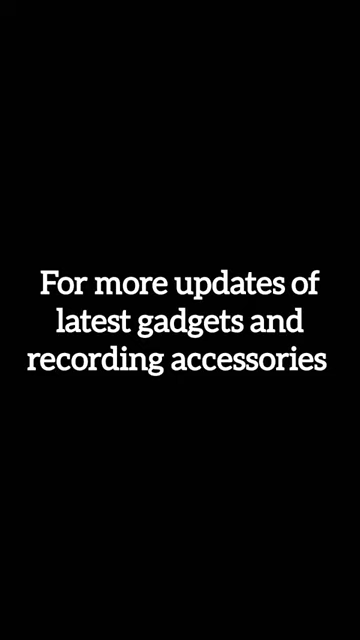 For more updates of
latest gadgets and
recording accessories